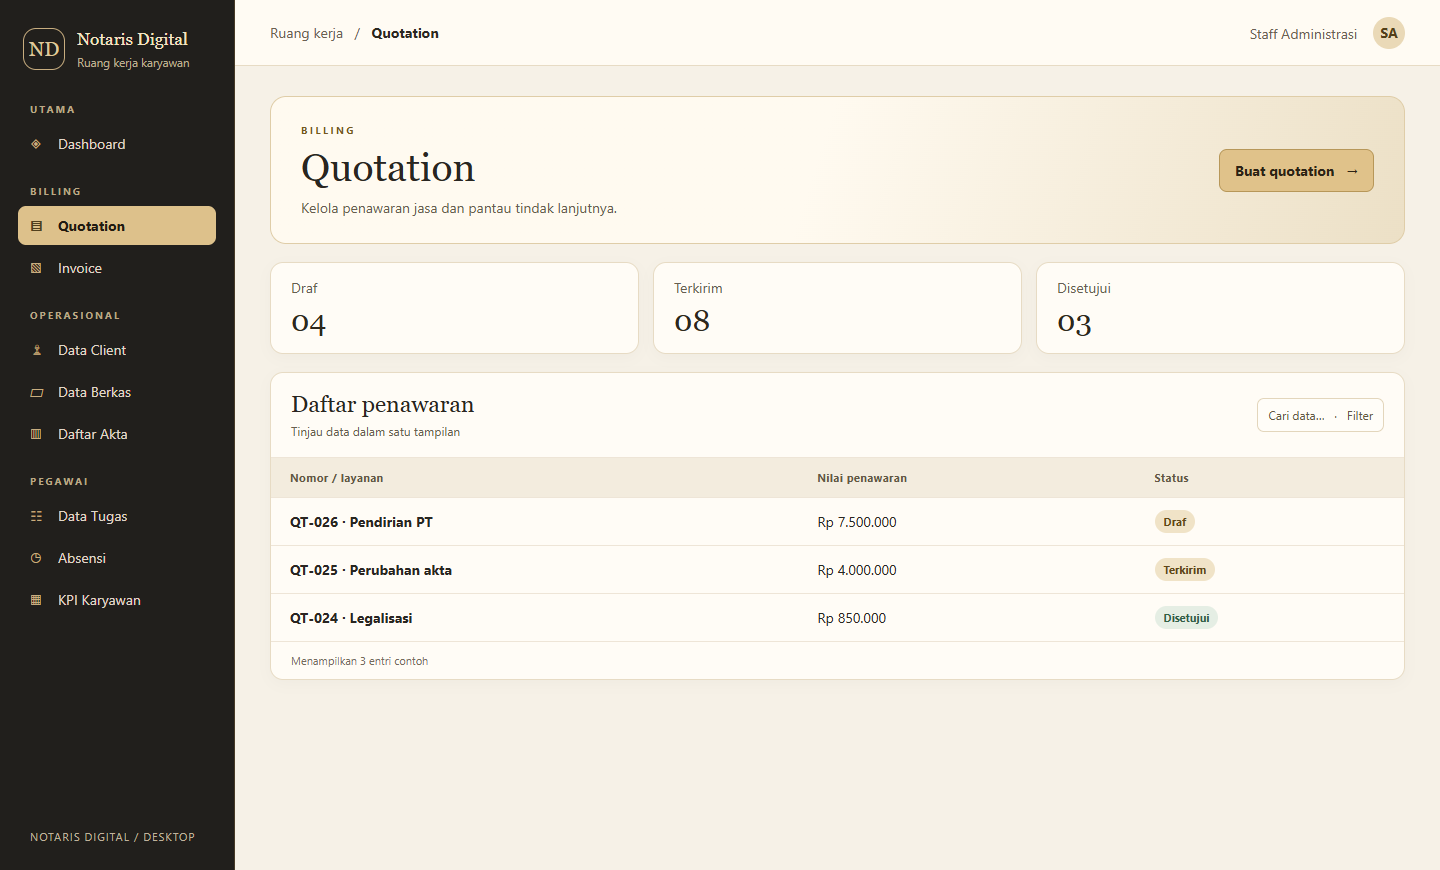 ND
Notaris Digital
Ruang kerja karyawan
UTAMA
Dashboard
BILLING
Quotation
Invoice
OPERASIONAL
Data Client
Data Berkas
Daftar Akta
PEGAWAI
Data Tugas
Absensi
KPI Karyawan
NOTARIS DIGITAL / DESKTOP
Ruang kerja / Quotation
Staff Administrasi SA
BILLING
Quotation
Kelola penawaran jasa dan pantau tindak lanjutnya.
Buat quotation →
Draf
04
Terkirim
08
Disetujui
03
Daftar penawaran
Tinjau data dalam satu tampilan
Cari data... · Filter
Nomor / layanan Nilai penawaran Status
QT-026 · Pendirian PT Rp 7.500.000 Draf
QT-025 · Perubahan akta Rp 4.000.000 Terkirim
QT-024 · Legalisasi Rp 850.000 Disetujui
Menampilkan 3 entri contoh